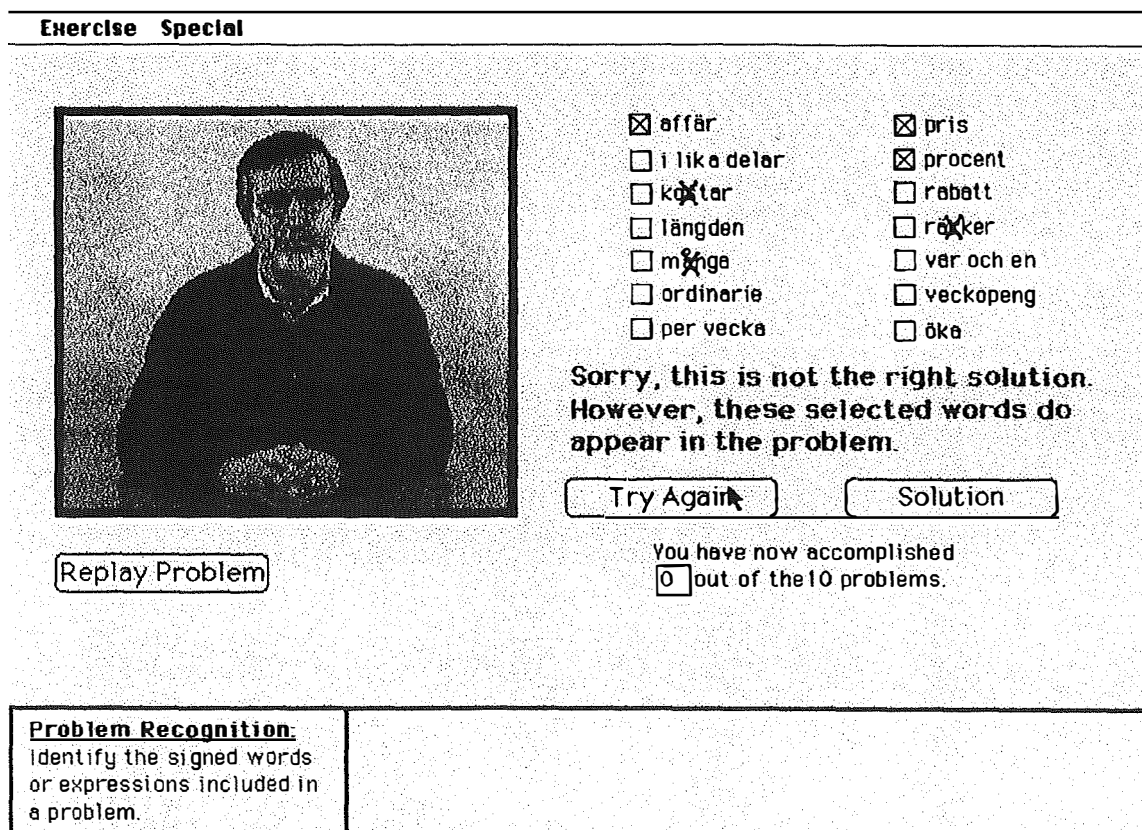 Exercise Special
affär
i lika delar
kostar
längden
många
ordinarie
per vecka
pris
procent
rabatt
räcker
var och en
veckopeng
öka
Sorry, this is not the right solution.
However, these selected words do
appear in the problem.
Try Again
Solution
You have now accomplished
0 out of the 10 problems.
Replay Problem
Problem Recognition:
Identify the signed words
or expressions included in
a problem.